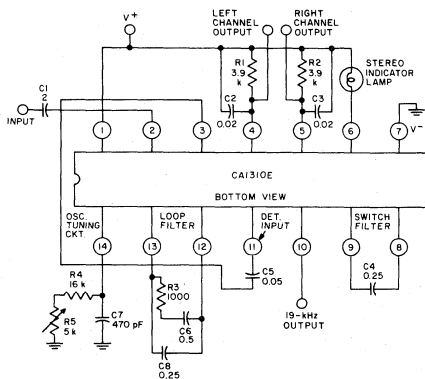 V+
LEFT
CHANNEL
OUTPUT
RIGHT
CHANNEL
OUTPUT
R1
3.9
k
R2
3.9
k
STEREO
INDICATOR
LAMP
C1
2
INPUT
C2
0.02
C3
0.02
V-
1
2
3
4
5
6
7
CA1310E
BOTTOM VIEW
OSC.
TUNING
CKT.
LOOP
FILTER
DET.
INPUT
SWITCH
FILTER
14
13
12
11
10
9
8
R4
16 k
R3
1000
C5
0.05
C4
0.25
R5
5 k
C7
470 pF
C6
0.5
C8
0.25
19-kHz
OUTPUT